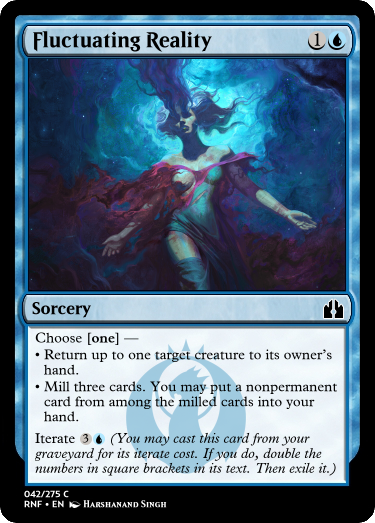 Fluctuating Reality 1
Sorcery
Choose [one] —
• Return up to one target creature to its owner's
hand.
• Mill three cards. You may put a nonpermanent
card from among the milled cards into your
hand.
Iterate 3 (You may cast this card from your
graveyard for its iterate cost. If you do, double the
numbers in square brackets in its text. Then exile it.)
042/275 C
RNF • EN Harshanand Singh